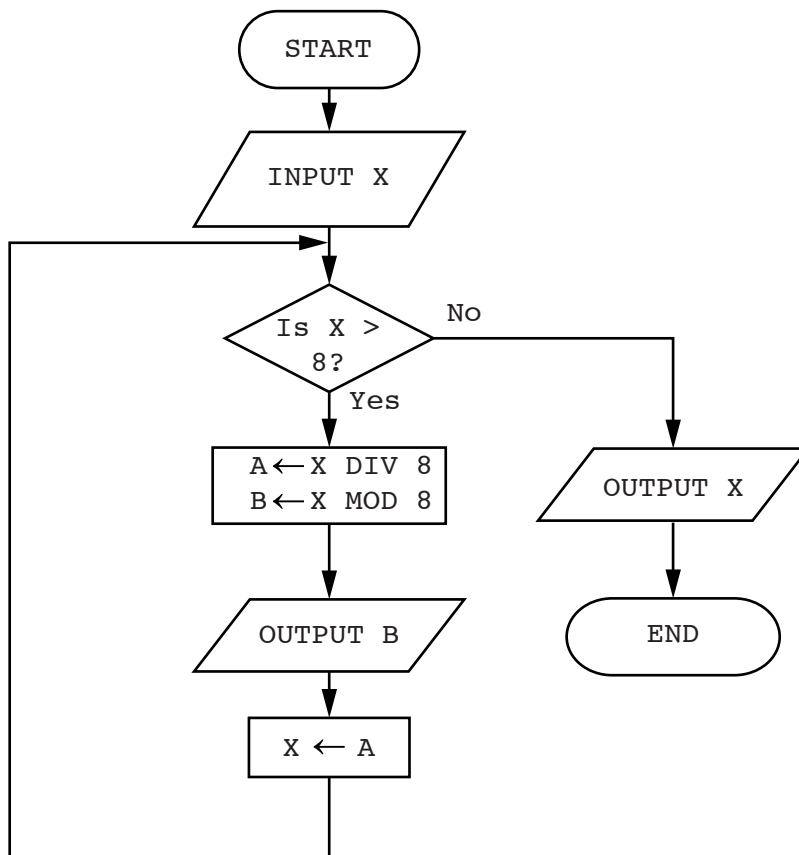 START
INPUT X
Is X >
8?
No
Yes
A ← X DIV 8
B ← X MOD 8
OUTPUT X
OUTPUT B
END
X ← A